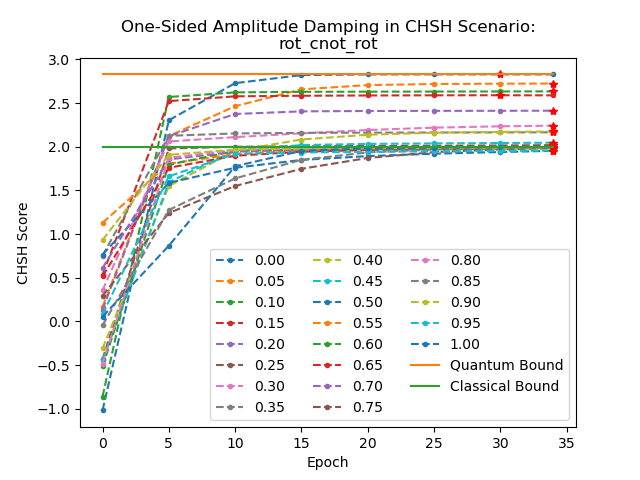 One-Sided Amplitude Damping in CHSH Scenario:
rot_cnot_rot
CHSH Score
3.0
2.5
2.0
1.5
1.0
0.5
0.0
−0.5
−1.0
0.00 0.40 0.80
0.05 0.45 0.85
0.10 0.50 0.90
0.15 0.55 0.95
0.20 0.60 1.00
0.25 0.65 Quantum Bound
0.30 0.70 Classical Bound
0.35 0.75
0 5 10 15 20 25 30 35
Epoch